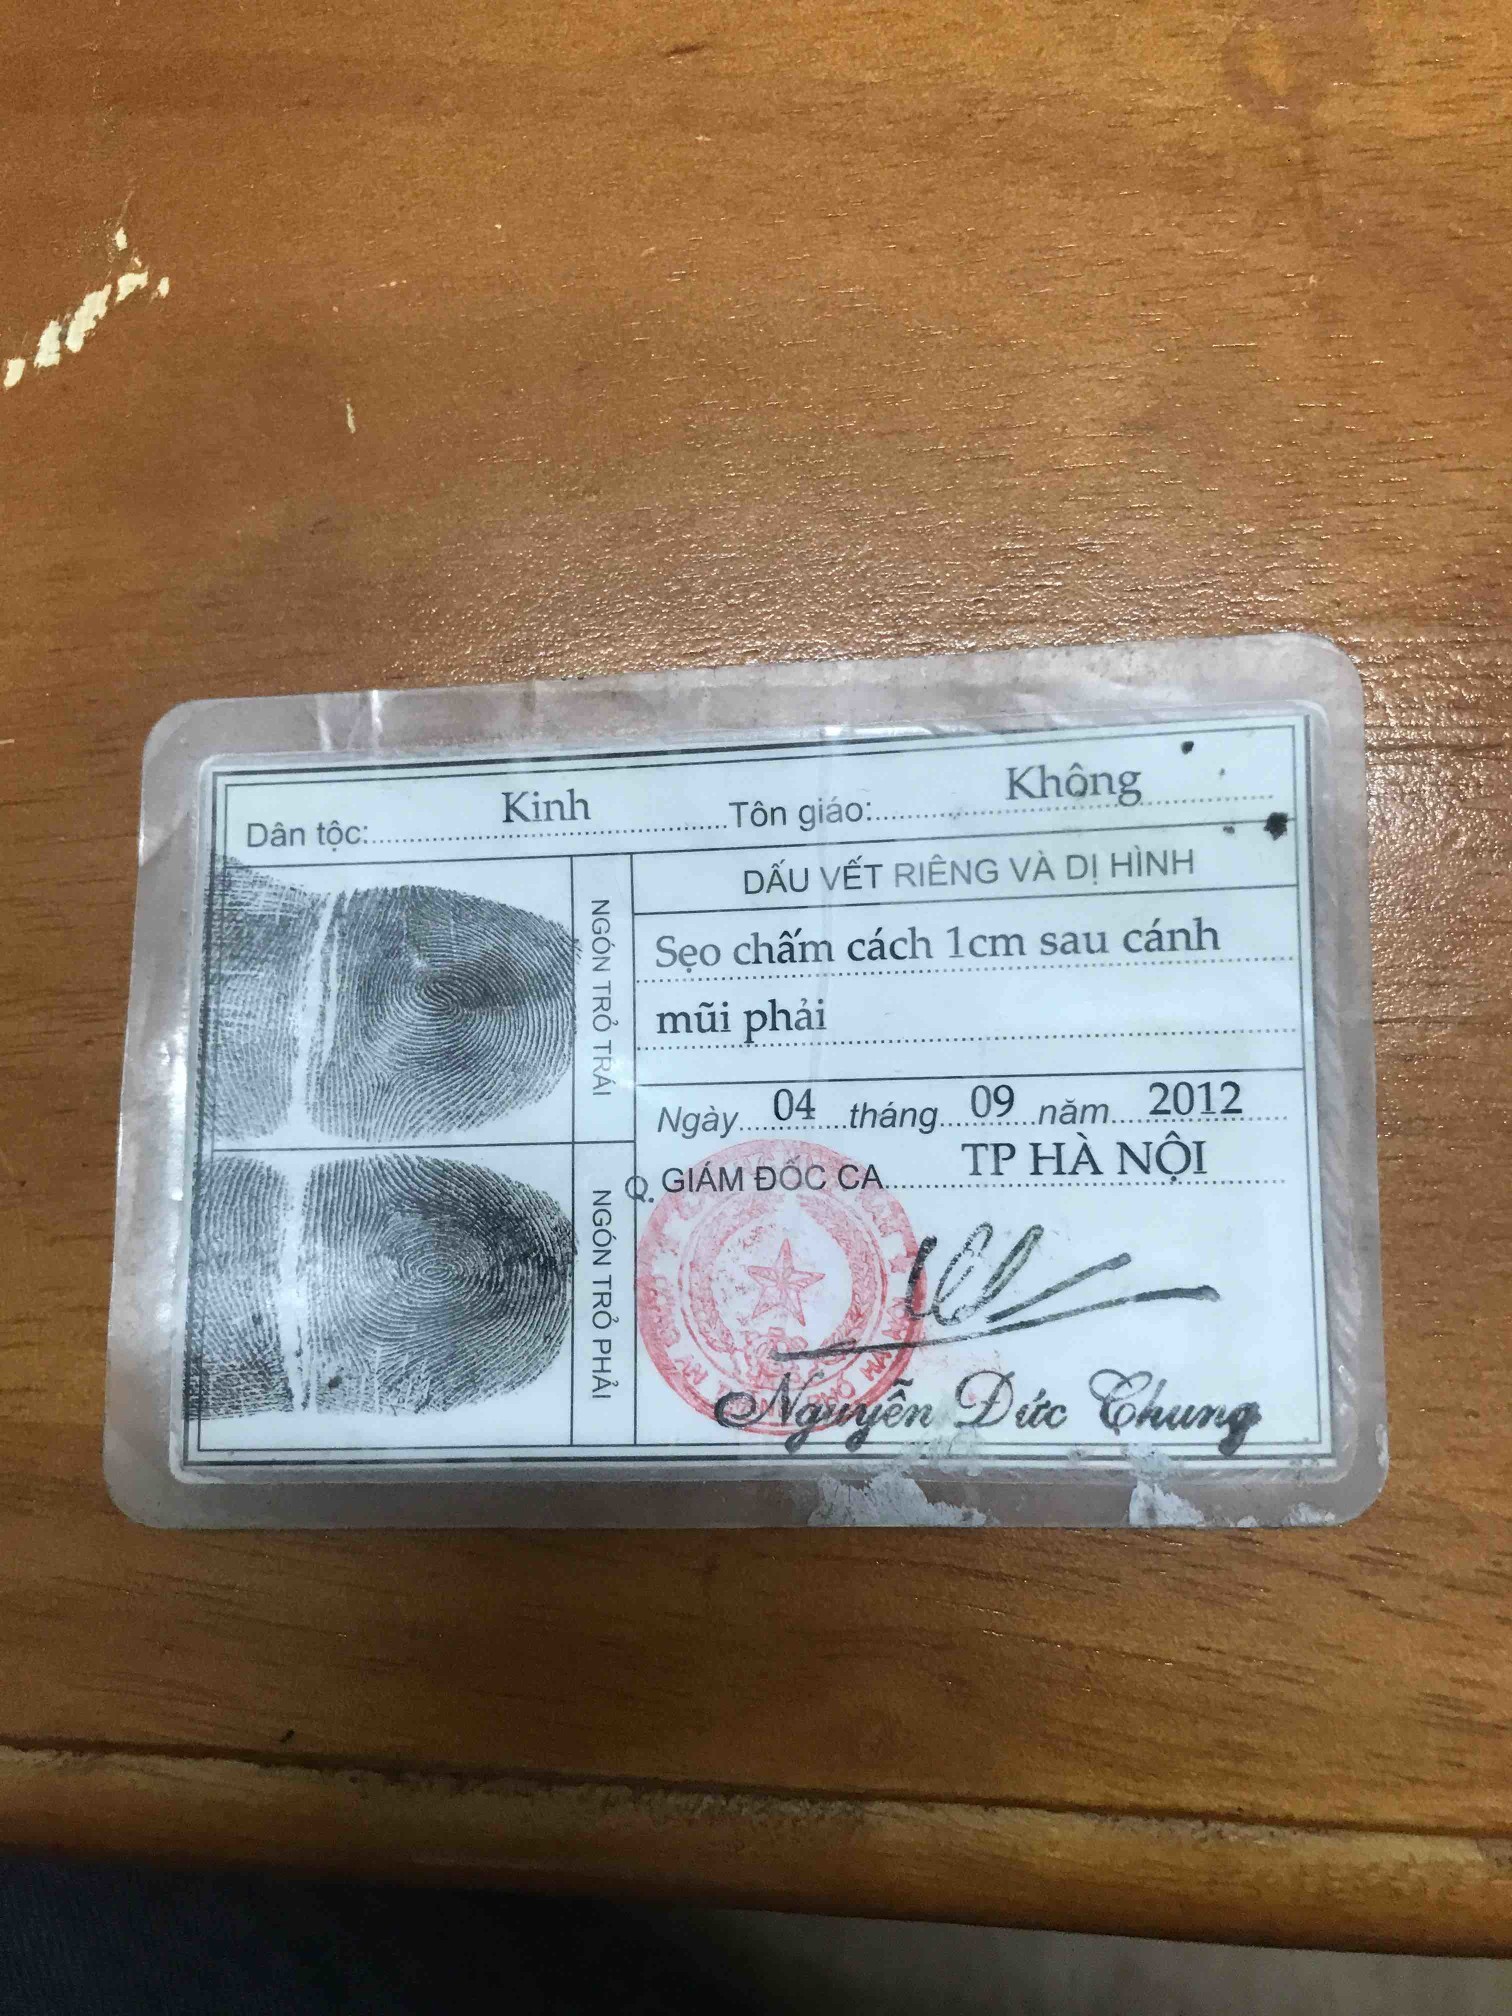 Dân tộc: Kinh Tôn giáo: Không
NGÓN TRỎ TRÁI
NGÓN TRỎ PHẢI
DẤU VẾT RIÊNG VÀ DỊ HÌNH
Sẹo chấm cách 1cm sau cánh
mũi phải
Ngày 04 tháng 09 năm 2012
Q. GIÁM ĐỐC CA TP HÀ NỘI
Nguyễn Đức Chung